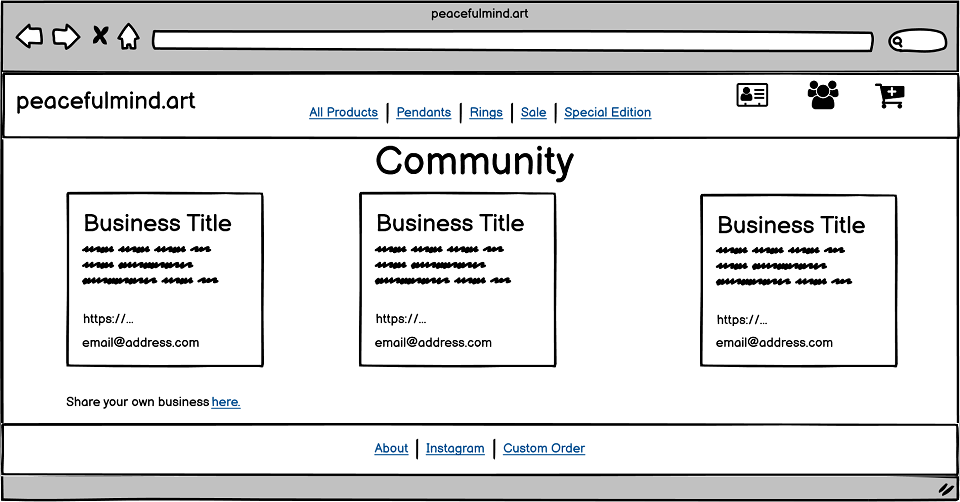 peacefulmind.art
peacefulmind.art
All Products | Pendants | Rings | Sale | Special Edition
Community
Business Title
https://...
email@address.com
Business Title
https://...
email@address.com
Business Title
https://...
email@address.com
Share your own business here.
About | Instagram | Custom Order